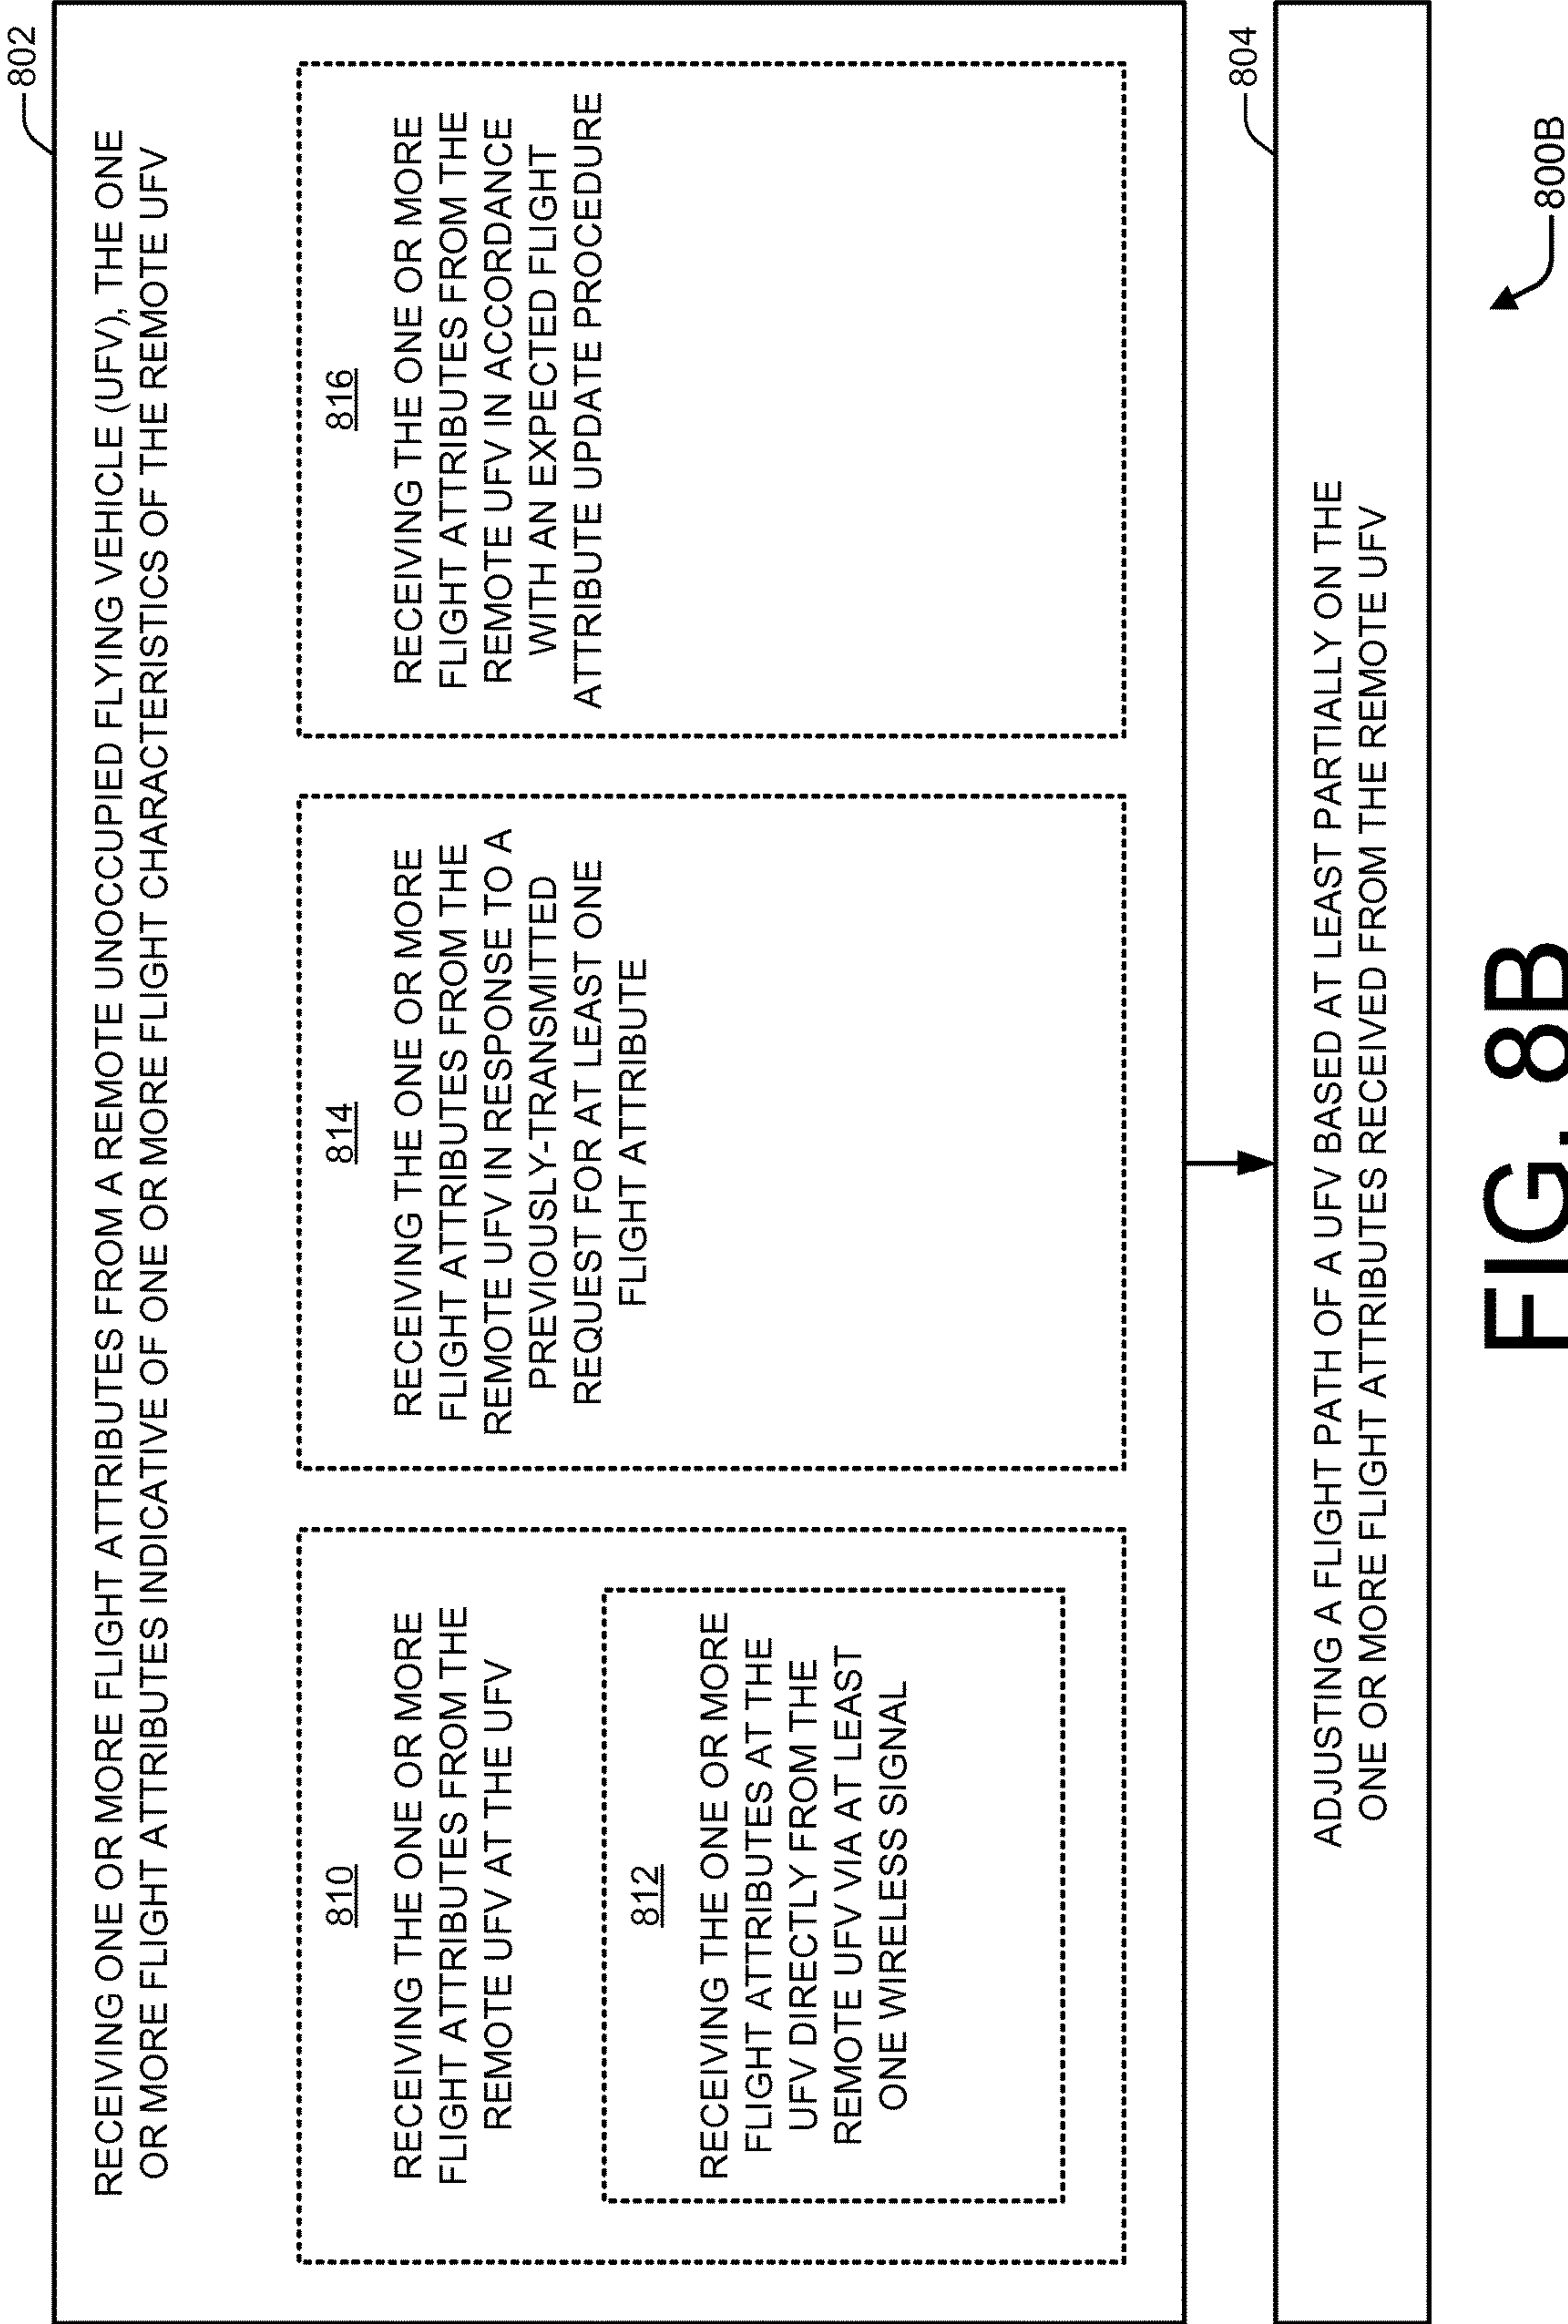 802
RECEIVING ONE OR MORE FLIGHT ATTRIBUTES FROM A REMOTE UNOCCUPIED FLYING VEHICLE (UFV), THE ONE
OR MORE FLIGHT ATTRIBUTES INDICATIVE OF ONE OR MORE FLIGHT CHARACTERISTICS OF THE REMOTE UFV
810
RECEIVING THE ONE OR MORE
FLIGHT ATTRIBUTES FROM THE
REMOTE UFV AT THE UFV
812
RECEIVING THE ONE OR MORE
FLIGHT ATTRIBUTES AT THE
UFV DIRECTLY FROM THE
REMOTE UFV VIA AT LEAST
ONE WIRELESS SIGNAL
814
RECEIVING THE ONE OR MORE
FLIGHT ATTRIBUTES FROM THE
REMOTE UFV IN RESPONSE TO A
PREVIOUSLY-TRANSMITTED
REQUEST FOR AT LEAST ONE
FLIGHT ATTRIBUTE
816
RECEIVING THE ONE OR MORE
FLIGHT ATTRIBUTES FROM THE
REMOTE UFV IN ACCORDANCE
WITH AN EXPECTED FLIGHT
ATTRIBUTE UPDATE PROCEDURE
804
ADJUSTING A FLIGHT PATH OF A UFV BASED AT LEAST PARTIALLY ON THE
ONE OR MORE FLIGHT ATTRIBUTES RECEIVED FROM THE REMOTE UFV
800B
FIG. 8B